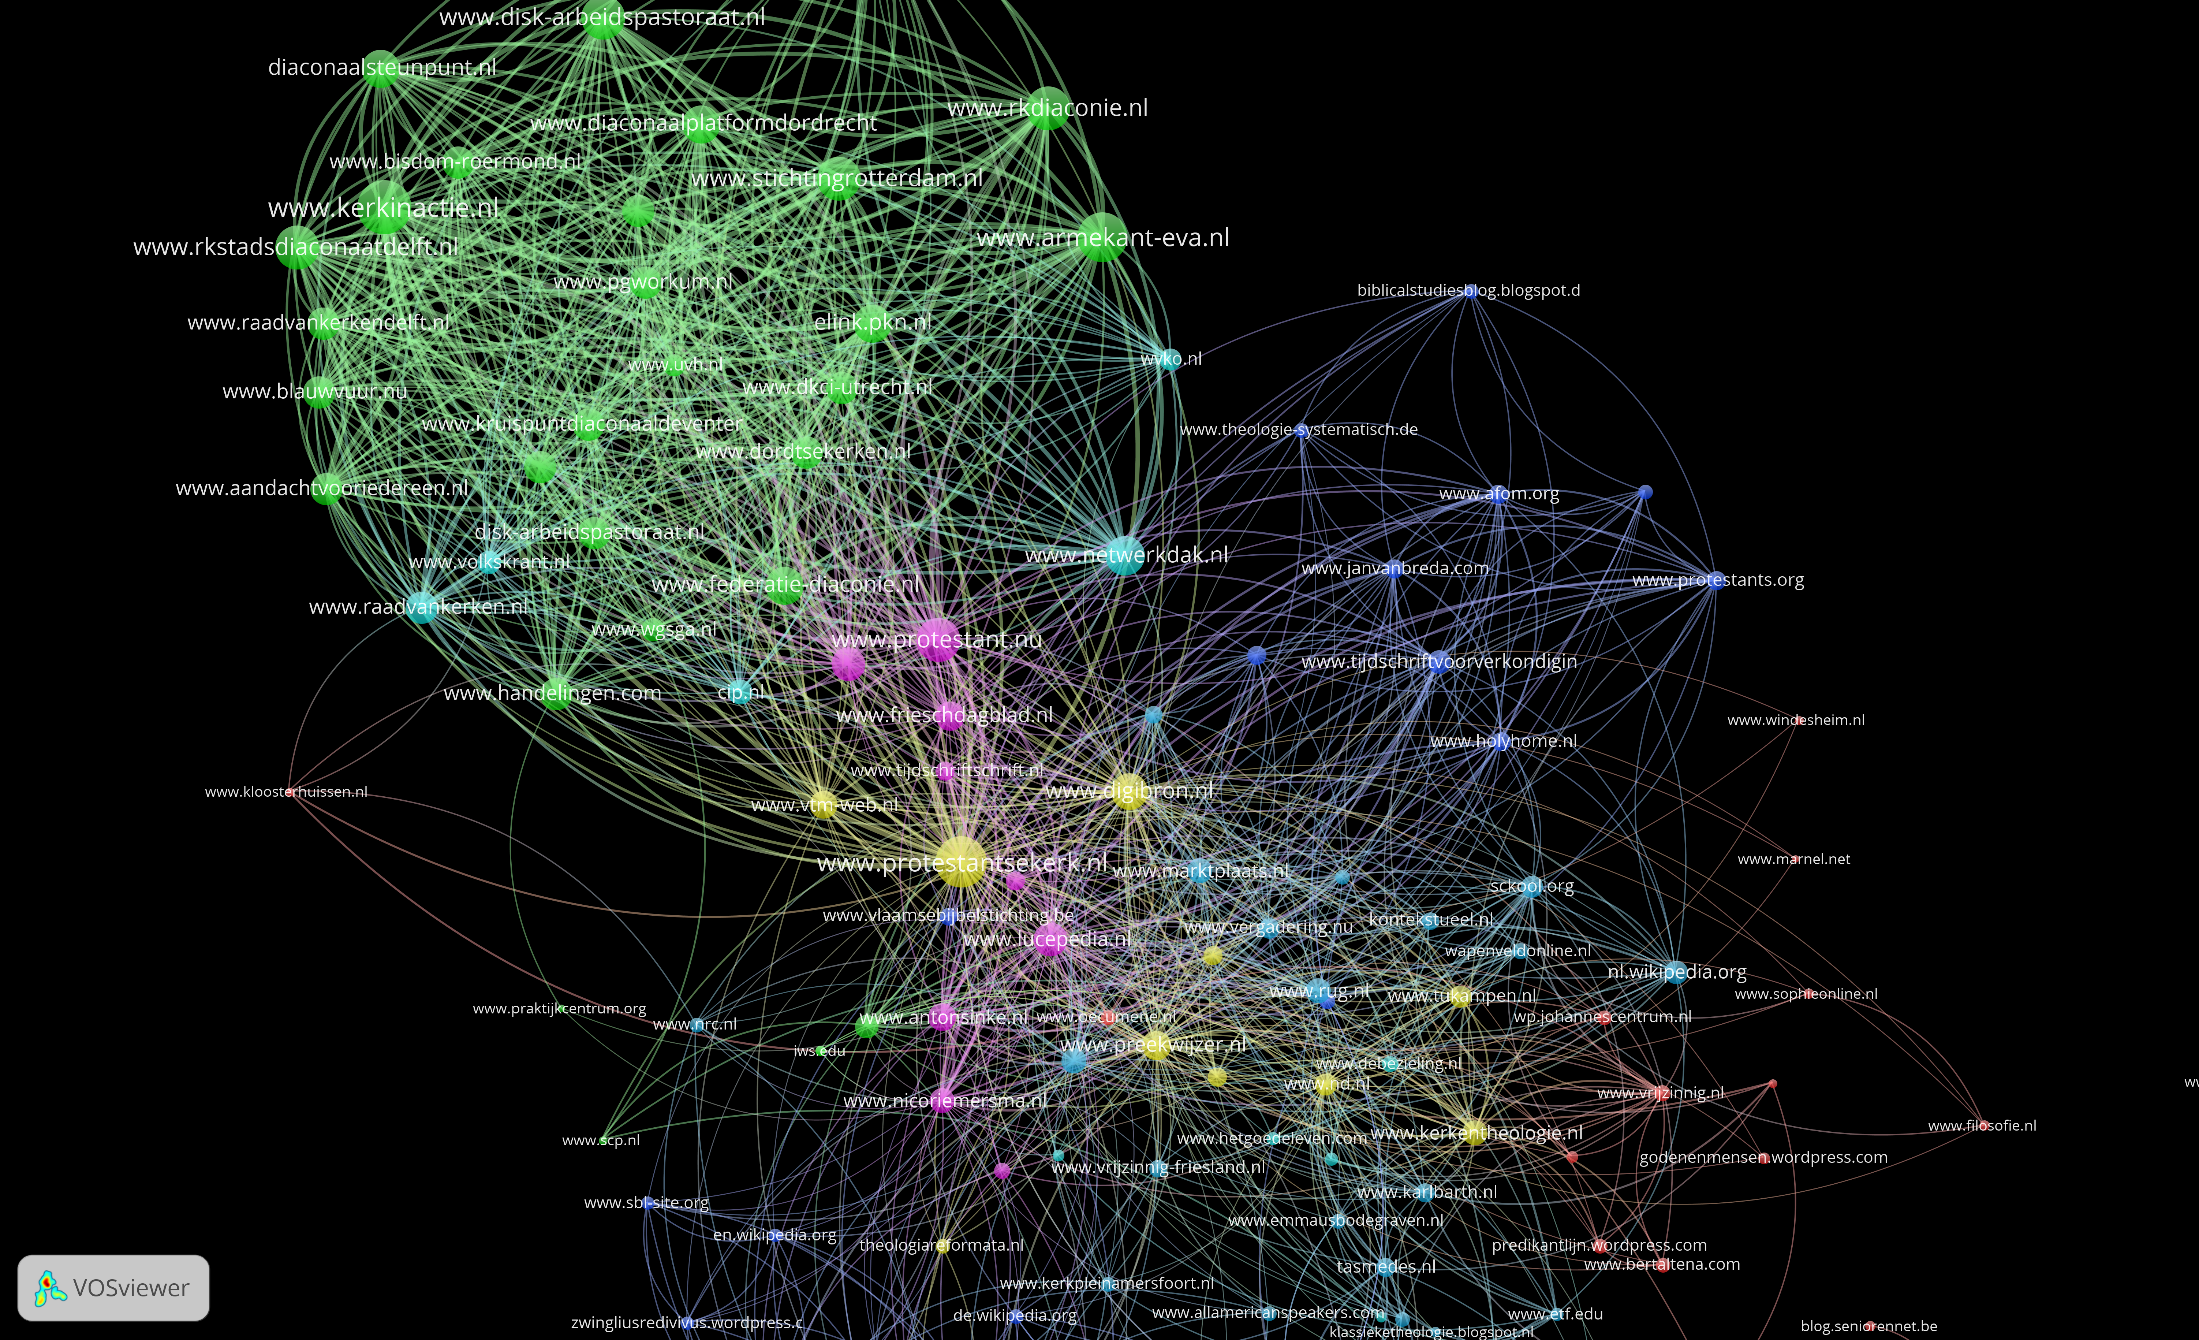 www.disk-arbeidspastoraat.nl
diaconaalsteunpunt.nl
www.rkdiaconie.nl
www.diaconaalplatformdordrecht
www.bisdom-roermond.nl
www.stichtingrotterdam.nl
www.kerkinactie.nl
www.armekant-eva.nl
www.rkstadsdiaconaatdelft.nl
www.pgworkum.nl
biblicalstudiesblog.blogspot.d
www.raadvankerkendelft.nl
elink.pkn.nl
wvko.nl
www.uvh.nl
www.blauwvuur.nu
www.dkci-utrecht.nl
www.kruispuntdiaconaaldeventer
www.theologie-systematisch.de
www.dordtsekerken.nl
www.aandachtvooriedereen.nl
www.afom.org
disk-arbeidspastoraat.nl
www.netwerkdak.nl
www.volkskrant.nl
www.janvanbreda.com
www.federatie-diaconie.nl
www.protestants.org
www.raadvankerken.nl
www.wgsga.nl
www.protestant.nu
www.tijdschriftvoorverkondigin
www.handelingen.com
cip.nl
www.frieschdagblad.nl
www.windesheim.nl
www.holyhome.nl
www.tijdschriftschrift.nl
www.kloosterhuissen.nl
www.digibron.nl
www.vtm-web.nl
www.marnel.net
www.protestantsekerk.nl
www.marktplaats.nl
sckool.org
www.vlaamsebijbelstichting.be
kontekstueel.nl
www.vergadering.nu
www.lucepedia.nl
wapenveldonline.nl
nl.wikipedia.org
www.rug.nl
www.tukampen.nl
www.sophieonline.nl
www.praktijkcentrum.org
www.antonsinke.nl
www.oecumene.nl
wp.johannescentrum.nl
www.nrc.nl
www.preekwijzer.nl
iws.edu
www.debezieling.nl
www.nd.nl
www.vrijzinnig.nl
www.nicoriemersma.nl
www.filosofie.nl
www.kerkentheologie.nl
www.scp.nl
www.hetgoedeleven.com
godenenmensen.wordpress.com
www.vrijzinnig-friesland.nl
www.karlbarth.nl
www.sbl-site.org
www.emmausbodegraven.nl
en.wikipedia.org
theologiareformata.nl
predikantlijn.wordpress.com
www.bertaltena.com
tasmedes.nl
www.kerkpleinamersfoort.nl
VOSviewer
de.wikipedia.org
www.allamericanspeakers.com
www.etf.edu
zwingliusredivivus.wordpress.c
blog.seniorennet.be
klassieketheologie.blogspot.nl